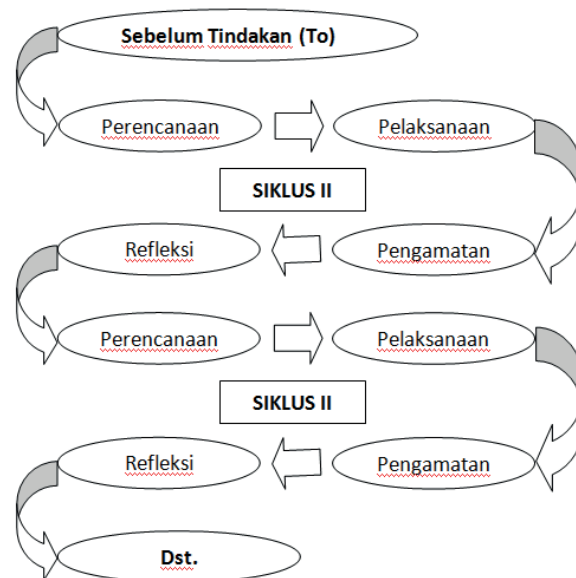 Sebelum Tindakan (To)
Perencanaan
Pelaksanaan
SIKLUS II
Refleksi
Pengamatan
Perencanaan
Pelaksanaan
SIKLUS II
Refleksi
Pengamatan
Dst.